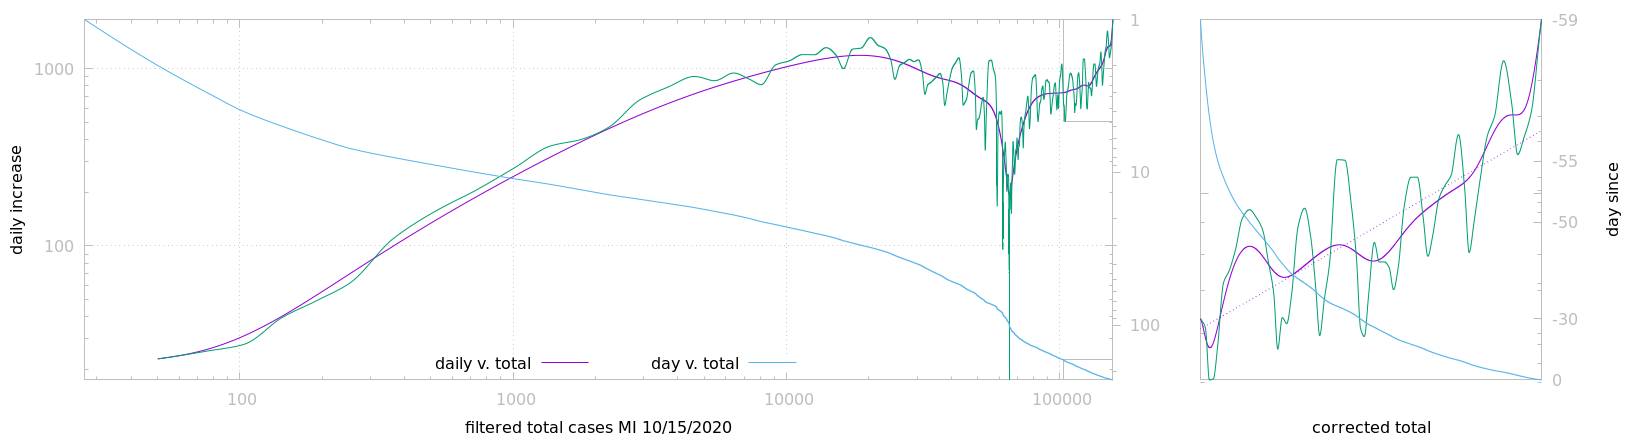 1000
100
daily increase
daily v. total
day v. total
100
1000
10000
100000
filtered total cases MI 10/15/2020
1
10
100
-59
-55
-50
-30
0
day since
corrected total